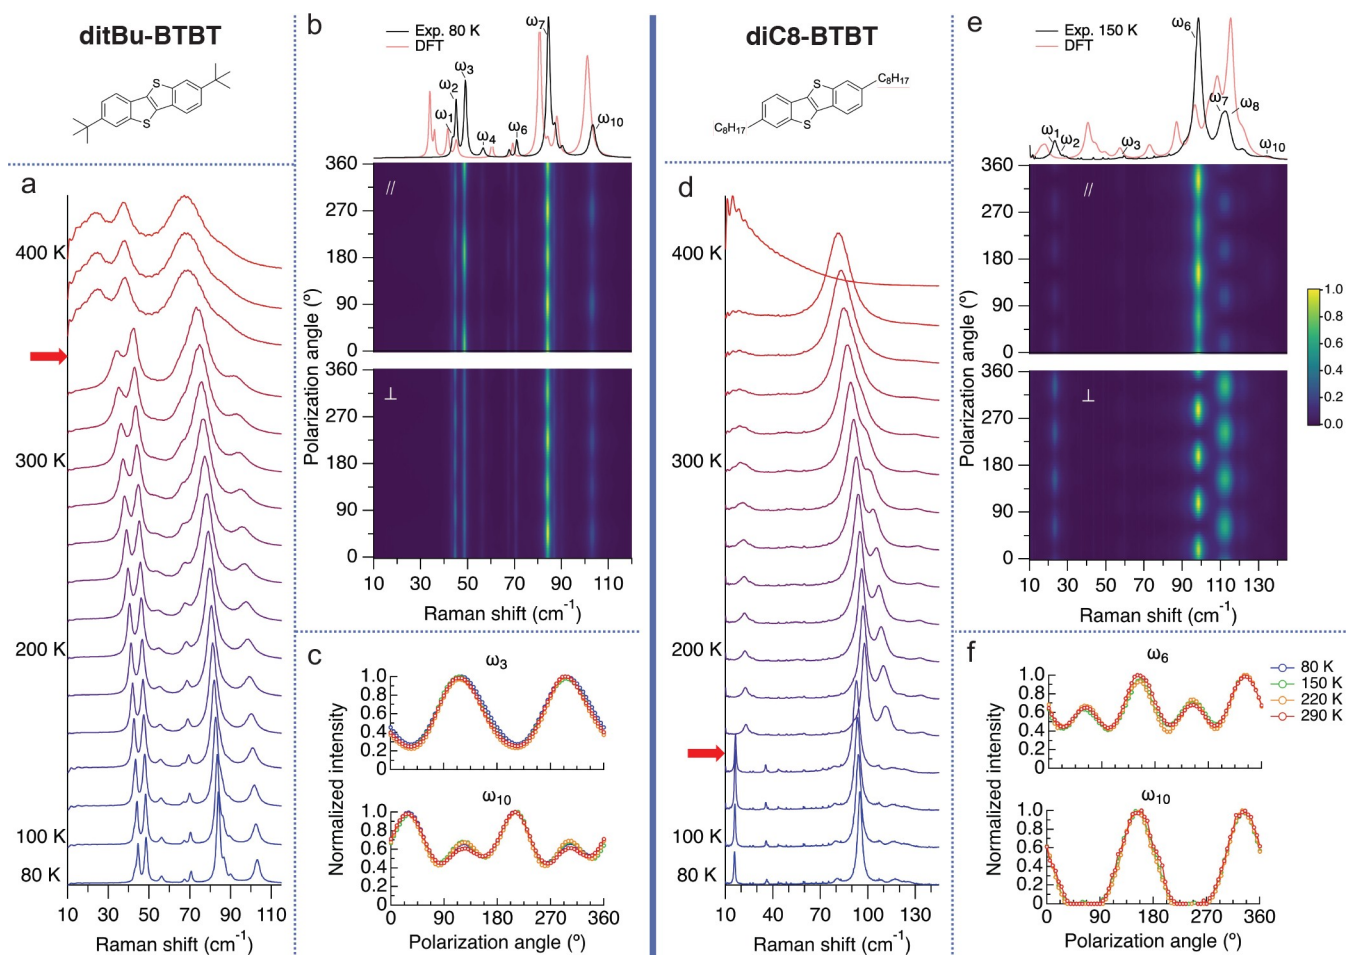 ditBu-BTBT
S
S
a
400 K
300 K
200 K
100 K
80 K
10 30 50 70 90 110
Raman shift (cm⁻¹)
b
Exp. 80 K
DFT
ω₁
ω₂
ω₃
ω₄
ω₆
ω₇
ω₁₀
//
360
270
180
90
0
⊥
360
270
180
90
0
Polarization angle (º)
10 30 50 70 90 110
Raman shift (cm⁻¹)
c
ω₃
1.0
0.8
0.6
0.4
0.2
0
ω₁₀
1.0
0.8
0.6
0.4
0.2
0
Normalized intensity
0 90 180 270 360
Polarization angle (º)
diC8-BTBT
S
C₈H₁₇
C₈H₁₇
S
d
400 K
300 K
200 K
100 K
80 K
10 40 70 100 130
Raman shift (cm⁻¹)
e
Exp. 150 K
DFT
ω₁
ω₂
ω₃
ω₆
ω₇
ω₈
ω₁₀
//
360
270
180
90
0
⊥
360
270
180
90
0
Polarization angle (º)
10 30 50 70 90 110 130
Raman shift (cm⁻¹)
1.0
0.8
0.6
0.4
0.2
0.0
f
ω₆
1.0
0.8
0.6
0.4
0.2
0
80 K
150 K
220 K
290 K
ω₁₀
1.0
0.8
0.6
0.4
0.2
0
Normalized intensity
0 90 180 270 360
Polarization angle (º)